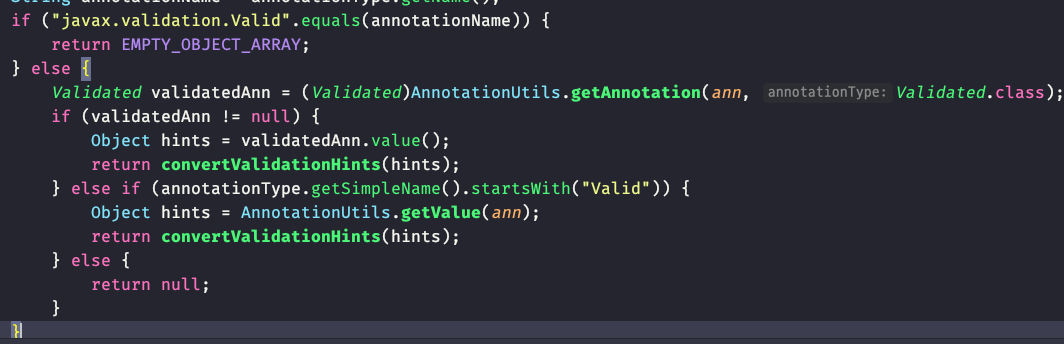 String annotationName = annotationType.getName();
if ("javax.validation.Valid".equals(annotationName)) {
return EMPTY_OBJECT_ARRAY;
} else {
Validated validatedAnn = (Validated)AnnotationUtils.getAnnotation(ann, annotationType: Validated.class);
if (validatedAnn != null) {
Object hints = validatedAnn.value();
return convertValidationHints(hints);
} else if (annotationType.getSimpleName().startsWith("Valid")) {
Object hints = AnnotationUtils.getValue(ann);
return convertValidationHints(hints);
} else {
return null;
}
}